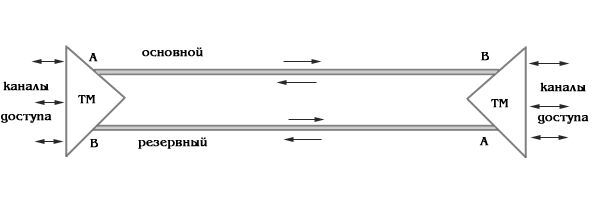 основной
A
B
каналы
каналы
ТМ
ТМ
доступа
доступа
B
резервный
A